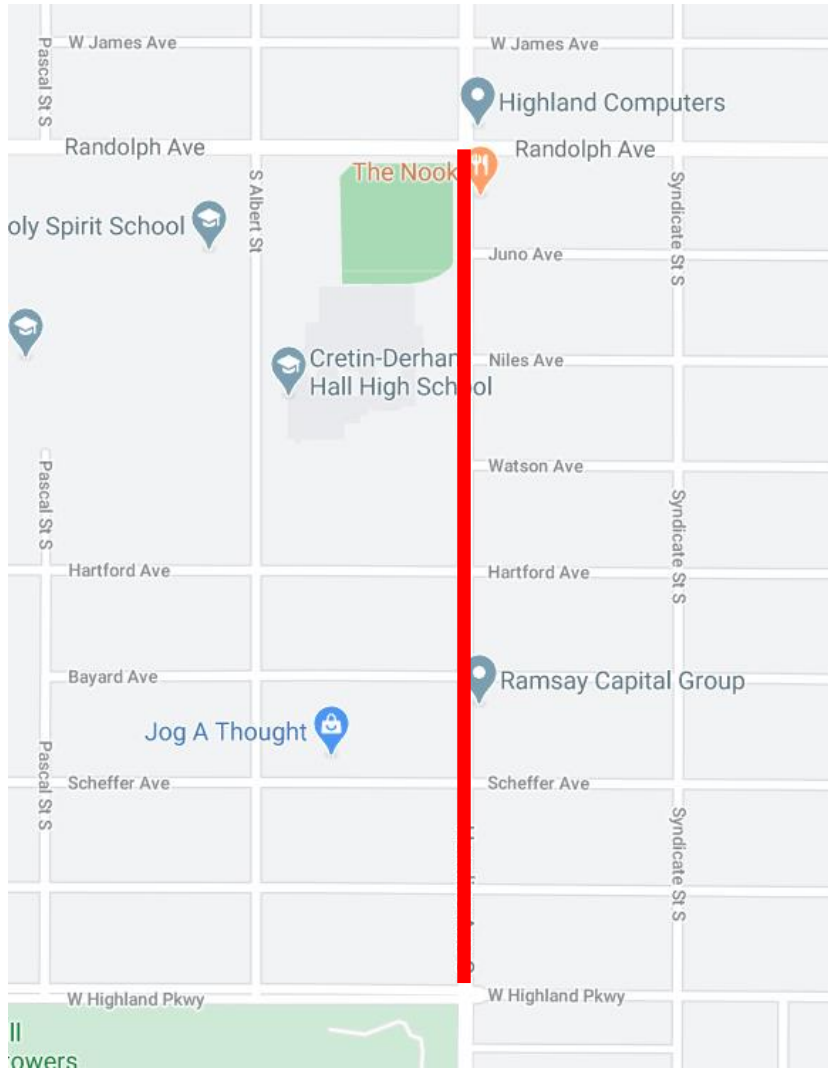 W James Ave
W James Ave
Pascal St S
Highland Computers
Randolph Ave
Randolph Ave
The Nook
S Albert St
Syndicate St S
oly Spirit School
Juno Ave
Cretin-Derham
Hall High School
Niles Ave
Watson Ave
Pascal St S
Syndicate St S
Hartford Ave
Hartford Ave
Bayard Ave
Ramsay Capital Group
Jog A Thought
Pascal St S
Scheffer Ave
Scheffer Ave
Syndicate St S
W Highland Pkwy
W Highland Pkwy
ll
owers